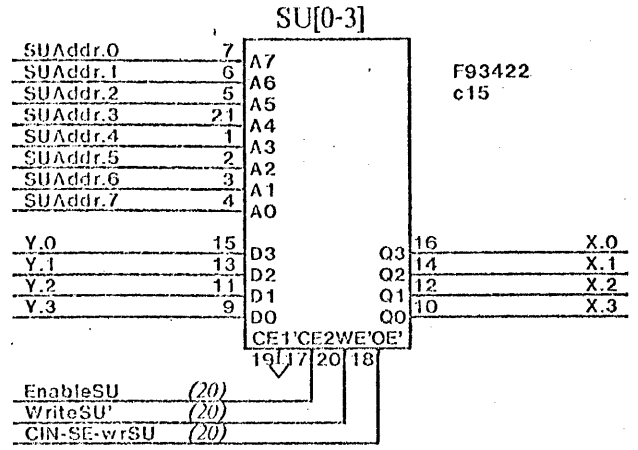 SU[0-3]
SUAddr.0 7 A7
SUAddr.1 6 A6
SUAddr.2 5 A5
SUAddr.3 21 A4
SUAddr.4 1 A3
SUAddr.5 2 A2
SUAddr.6 3 A1
SUAddr.7 4 A0
F93422
c15
Y.0 15 D3 Q3 16 X.0
Y.1 13 D2 Q2 14 X.1
Y.2 11 D1 Q1 12 X.2
Y.3 9 D0 Q0 10 X.3
CE1'CE2WE'OE'
19 17 20 18
EnableSU (20)
WriteSU' (20)
CIN-SE-wrSU (20)